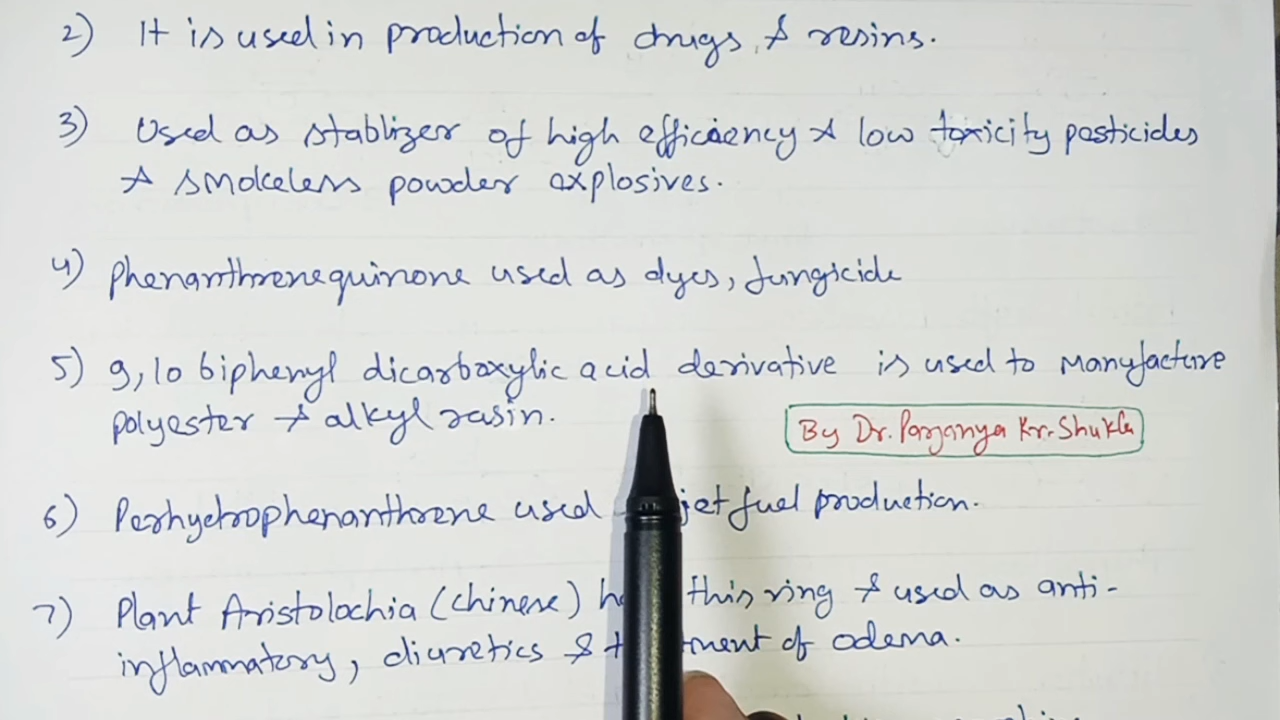 2) It is used in production of drugs & resins.
3) Used as stablizer of high efficiency & low toxicity pesticides
& smokeless powder explosives.
4) Phenanthrenequinone used as dyes, fungicide
5) 9,10 biphenyl dicarboxylic acid derivative is used to Manufacture
polyester & alkyl resin.
By Dr. Parjanya Kr. Shukla
6) Perhydrophenanthrene used jet fuel production.
7) Plant Aristolochia (Chinese) this ring & used as anti-
inflammatory, diuretics & of odema.